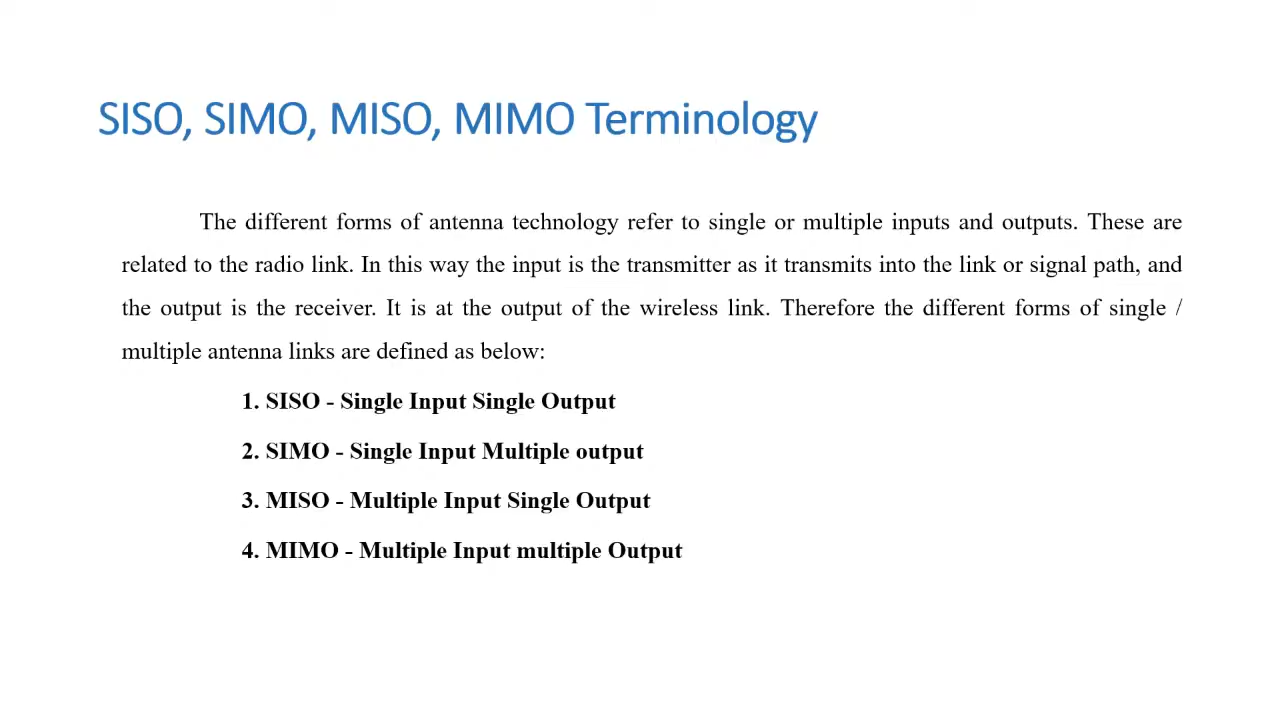 SISO, SIMO, MISO, MIMO Terminology
The different forms of antenna technology refer to single or multiple inputs and outputs. These are
related to the radio link. In this way the input is the transmitter as it transmits into the link or signal path, and
the output is the receiver. It is at the output of the wireless link. Therefore the different forms of single /
multiple antenna links are defined as below:
1. SISO - Single Input Single Output
2. SIMO - Single Input Multiple output
3. MISO - Multiple Input Single Output
4. MIMO - Multiple Input multiple Output